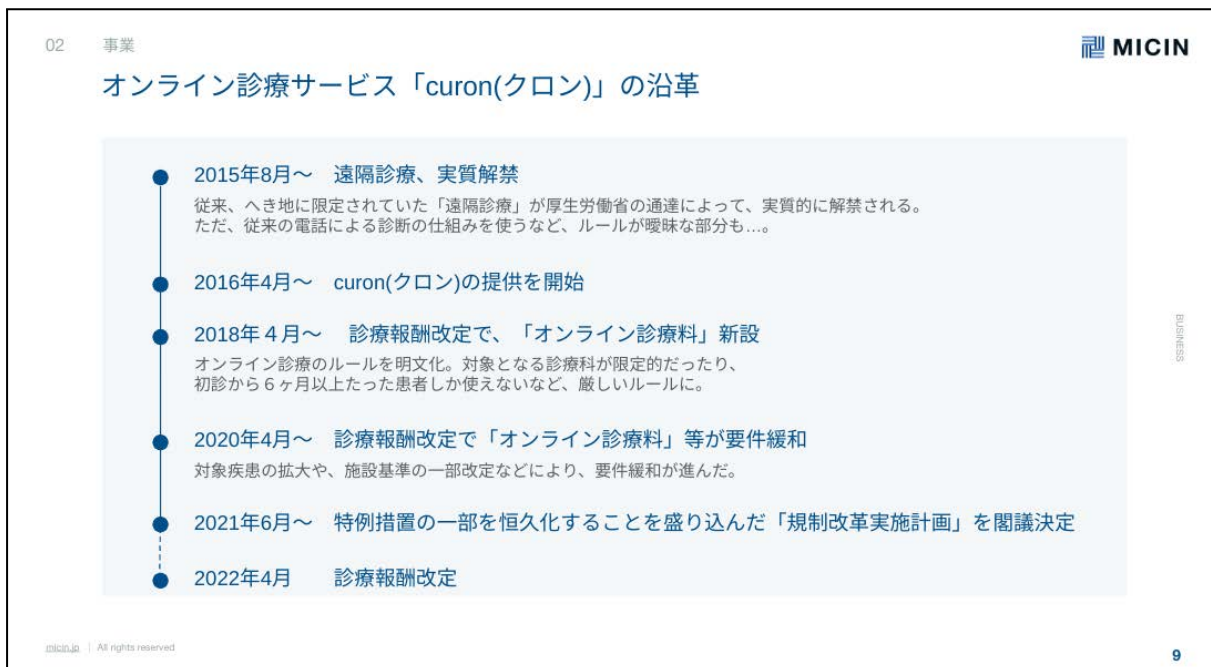 02 事業
MICIN
オンライン診療サービス「curon(クロン)」の沿革
2015年8月～ 遠隔診療、実質解禁
従来、へき地に限定されていた「遠隔診療」が厚生労働省の通達によって、実質的に解禁される。
ただ、従来の電話による診断の仕組みを使うなど、ルールが曖昧な部分も…。
2016年4月～ curon(クロン)の提供を開始
2018年４月～ 診療報酬改定で、「オンライン診療料」新設
オンライン診療のルールを明文化。対象となる診療科が限定的だったり、
初診から６ヶ月以上たった患者しか使えないなど、厳しいルールに。
2020年4月～ 診療報酬改定で「オンライン診療料」等が要件緩和
対象疾患の拡大や、施設基準の一部改定などにより、要件緩和が進んだ。
2021年6月～ 特例措置の一部を恒久化することを盛り込んだ「規制改革実施計画」を閣議決定
2022年4月 診療報酬改定
BUSINESS
micin.jp | All rights reserved
9